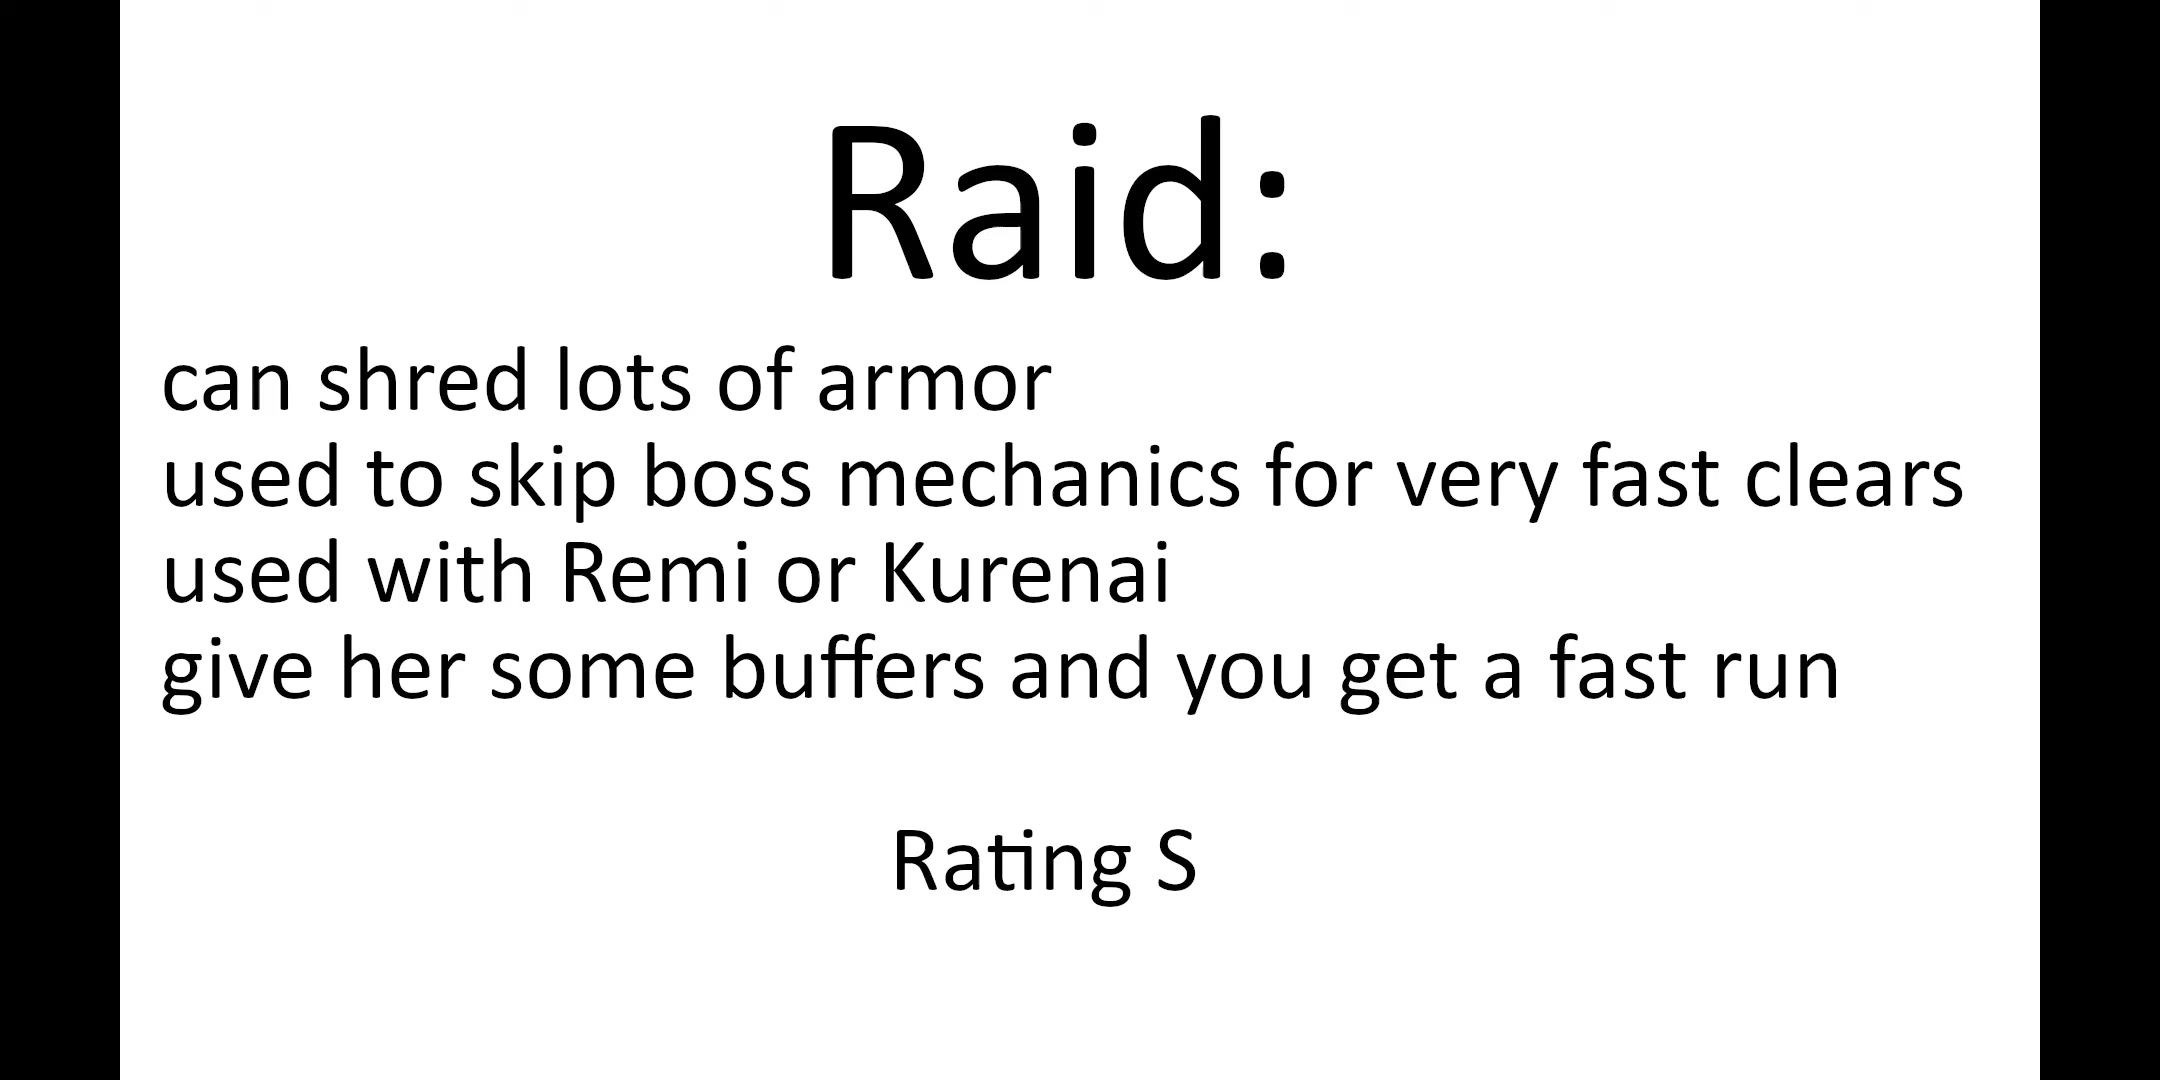 Raid:
can shred lots of armor
used to skip boss mechanics for very fast clears
used with Remi or Kurenai
give her some buffers and you get a fast run
Rating S